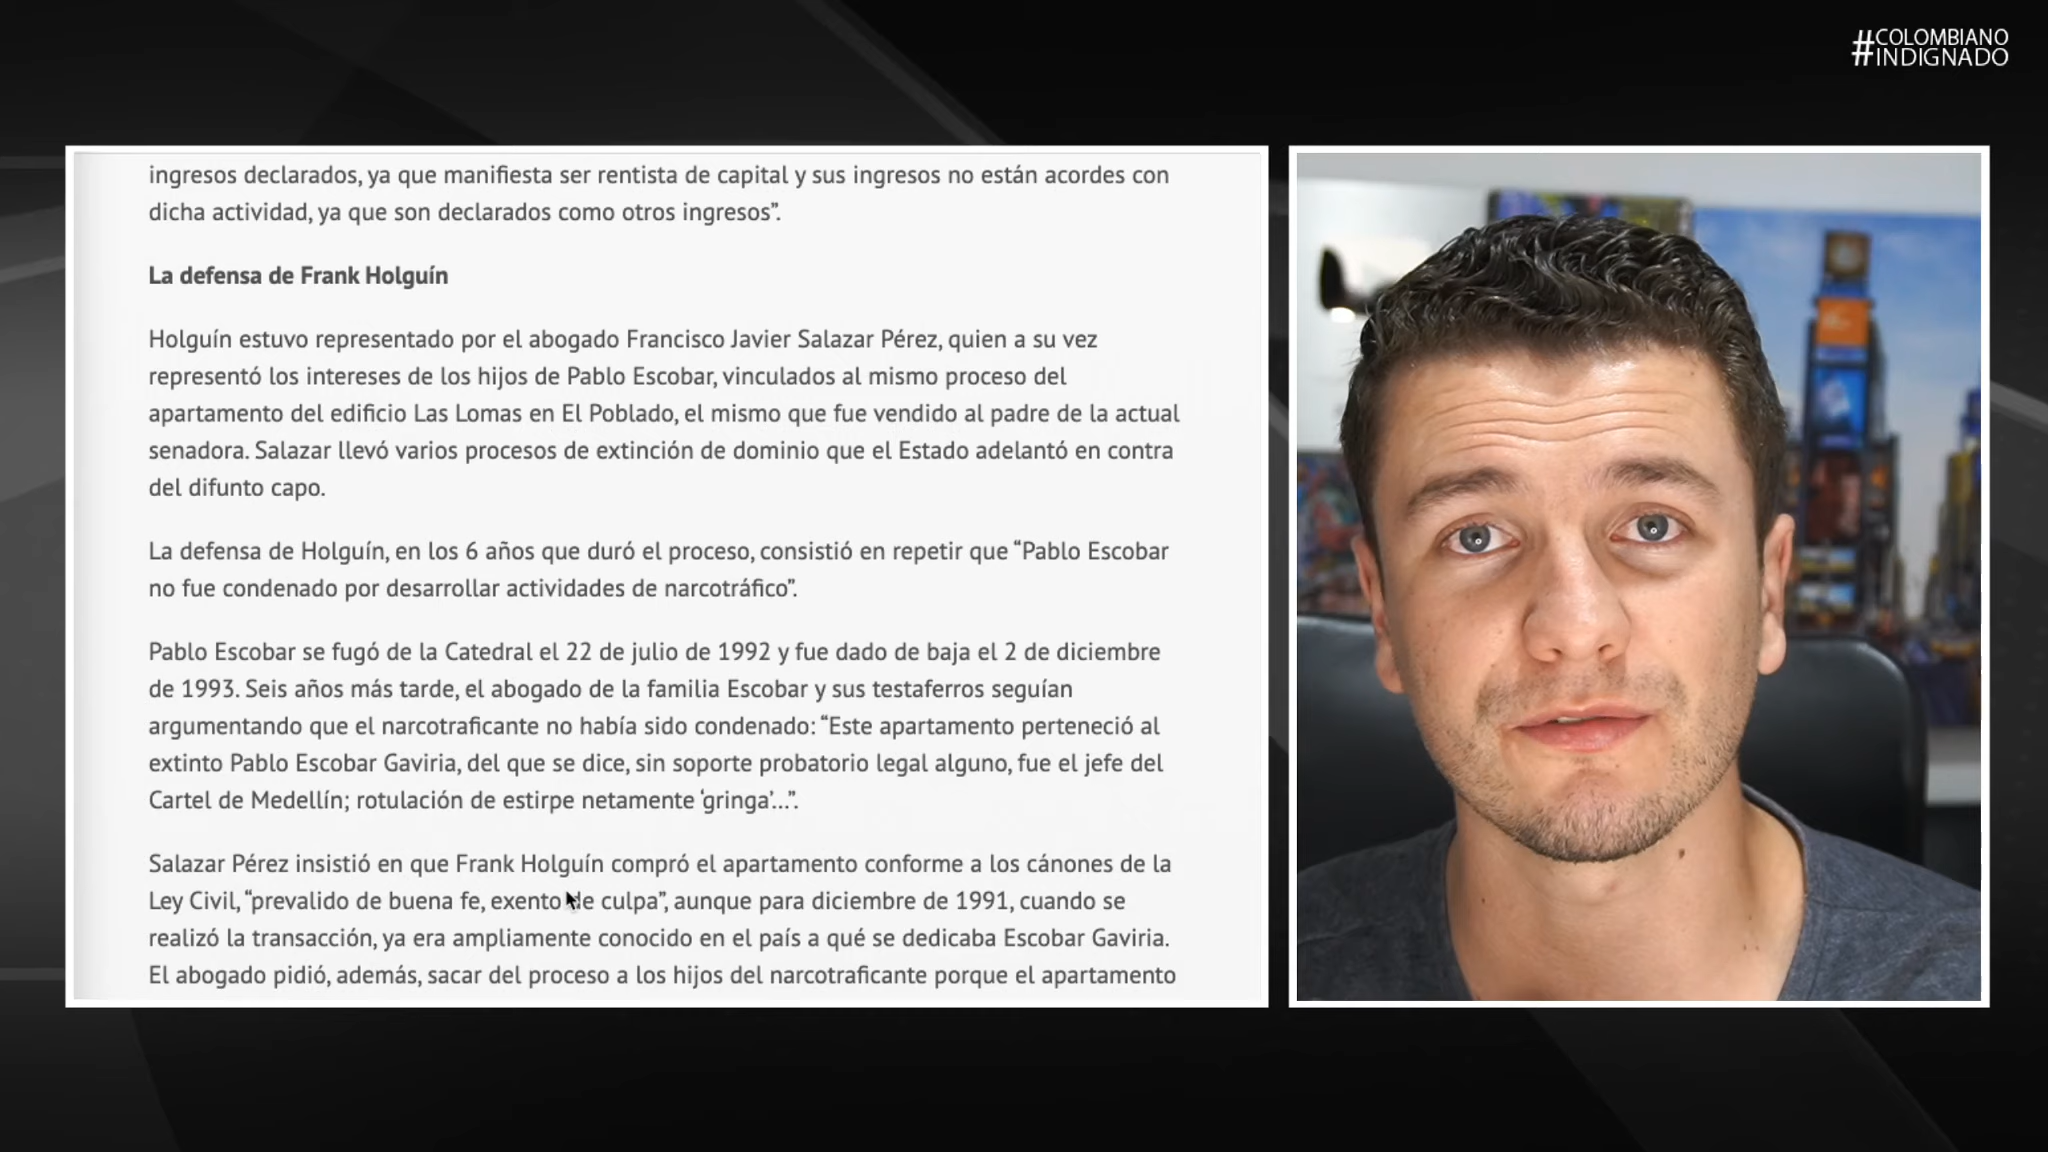 #COLOMBIANO
INDIGNADO
ingresos declarados, ya que manifiesta ser rentista de capital y sus ingresos no están acordes con
dicha actividad, ya que son declarados como otros ingresos”.
La defensa de Frank Holguín
Holguín estuvo representado por el abogado Francisco Javier Salazar Pérez, quien a su vez
representó los intereses de los hijos de Pablo Escobar, vinculados al mismo proceso del
apartamento del edificio Las Lomas en El Poblado, el mismo que fue vendido al padre de la actual
senadora. Salazar llevó varios procesos de extinción de dominio que el Estado adelantó en contra
del difunto capo.
La defensa de Holguín, en los 6 años que duró el proceso, consistió en repetir que “Pablo Escobar
no fue condenado por desarrollar actividades de narcotráfico”.
Pablo Escobar se fugó de la Catedral el 22 de julio de 1992 y fue dado de baja el 2 de diciembre
de 1993. Seis años más tarde, el abogado de la familia Escobar y sus testaferros seguían
argumentando que el narcotraficante no había sido condenado: “Este apartamento perteneció al
extinto Pablo Escobar Gaviria, del que se dice, sin soporte probatorio legal alguno, fue el jefe del
Cartel de Medellín; rotulación de estirpe netamente ‘gringa’...”.
Salazar Pérez insistió en que Frank Holguín compró el apartamento conforme a los cánones de la
Ley Civil, “prevalido de buena fe, exento de culpa”, aunque para diciembre de 1991, cuando se
realizó la transacción, ya era ampliamente conocido en el país a qué se dedicaba Escobar Gaviria.
El abogado pidió, además, sacar del proceso a los hijos del narcotraficante porque el apartamento